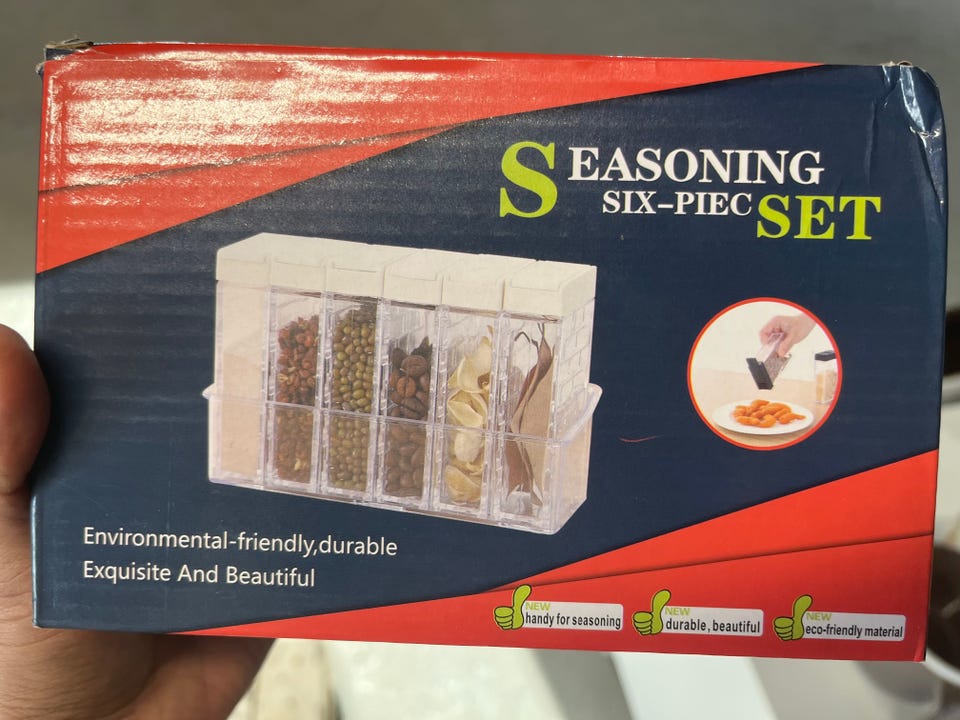 SEASONING
SIX-PIEC SET
Environmental-friendly,durable
Exquisite And Beautiful
NEW
handy for seasoning
NEW
durable, beautiful
NEW
eco-friendly material